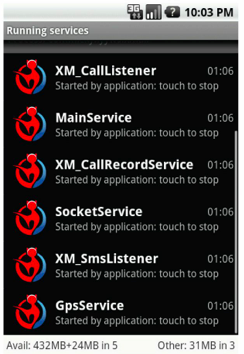 3G 10:03 PM
Running services
XM_CallListener 01:06
Started by application: touch to stop
MainService 01:06
Started by application: touch to stop
XM_CallRecordService 01:06
Started by application: touch to stop
SocketService 01:06
Started by application: touch to stop
XM_SmsListener 01:06
Started by application: touch to stop
GpsService 01:06
Started by application: touch to stop
Avail: 432MB+24MB in 5 Other: 31MB in 3